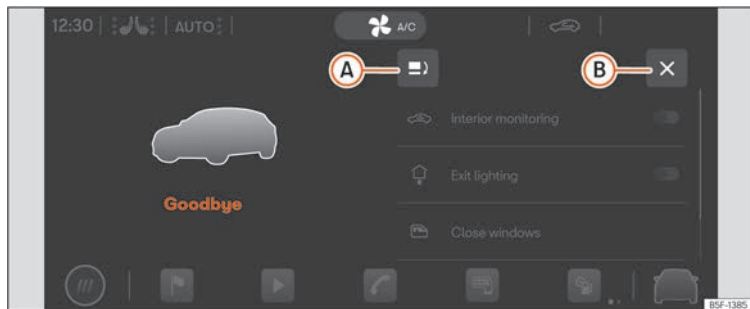 12:30 AUTO A/C
A B
Interior monitoring
Exit lighting
Goodbye
Close windows
B5F-1385